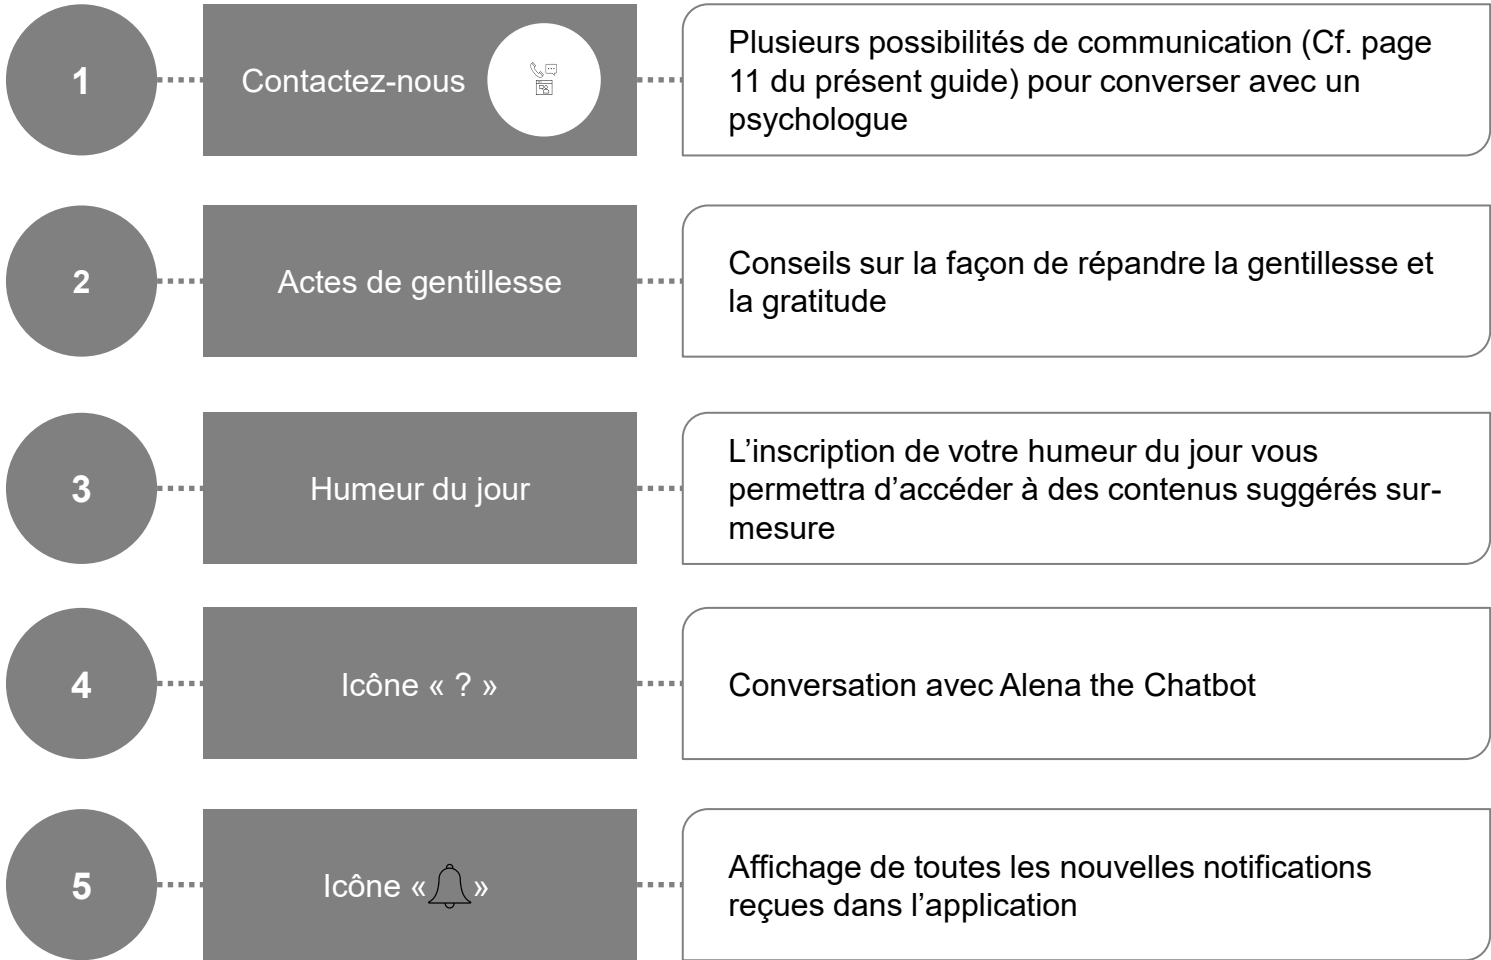 1
Contactez-nous
Plusieurs possibilités de communication (Cf. page
11 du présent guide) pour converser avec un
psychologue
2
Actes de gentillesse
Conseils sur la façon de répandre la gentillesse et
la gratitude
3
Humeur du jour
L’inscription de votre humeur du jour vous
permettra d’accéder à des contenus suggérés sur-
mesure
4
Icône « ? »
Conversation avec Alena the Chatbot
5
Icône « »
Affichage de toutes les nouvelles notifications
reçues dans l’application